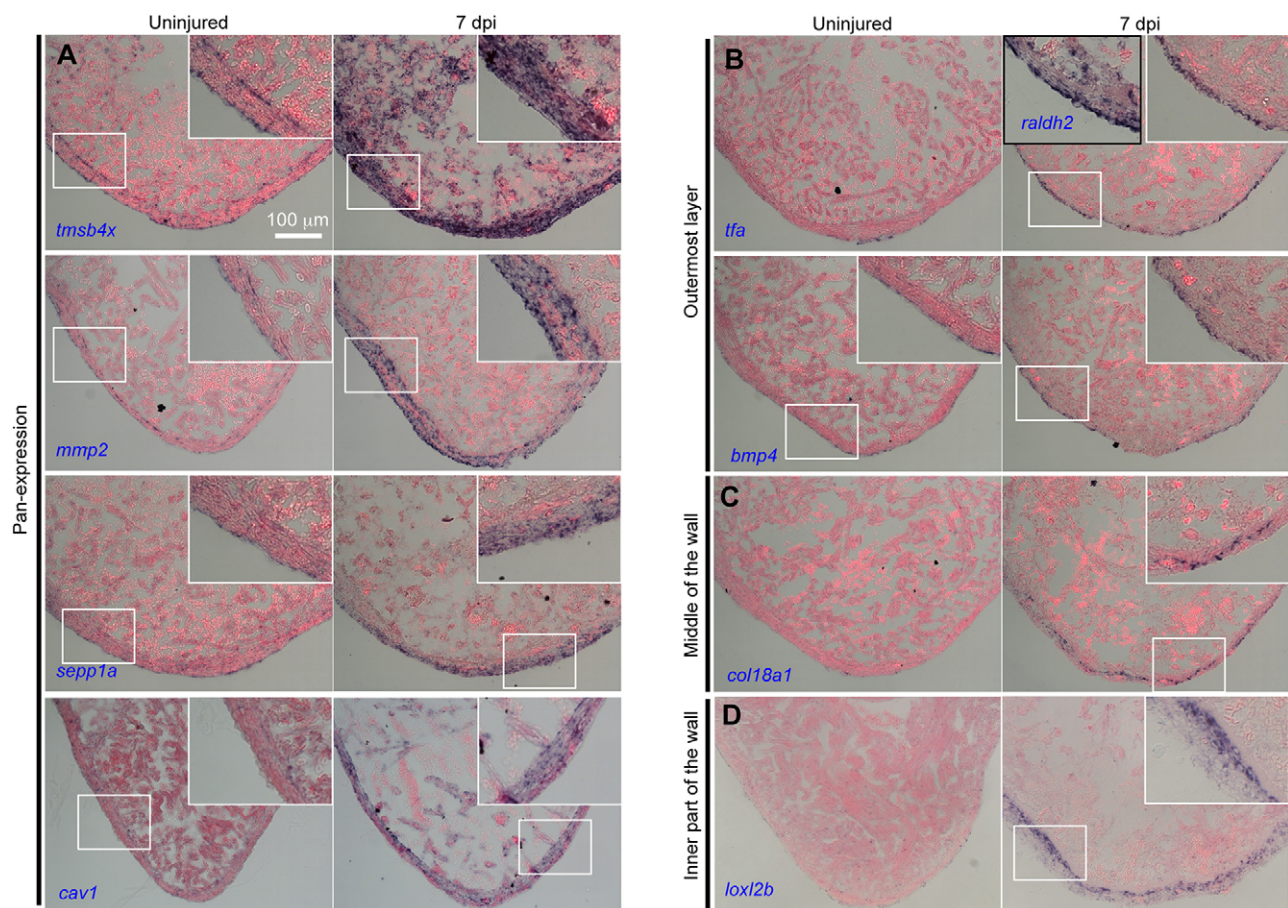 Uninjured
7 dpi
Uninjured
7 dpi
Pan-expression
A
tmsb4x
100 μm
mmp2
sepp1a
cav1
Outermost layer
B
tfa
raldh2
bmp4
Middle of the wall
C
col18a1
Inner part of the wall
D
loxl2b